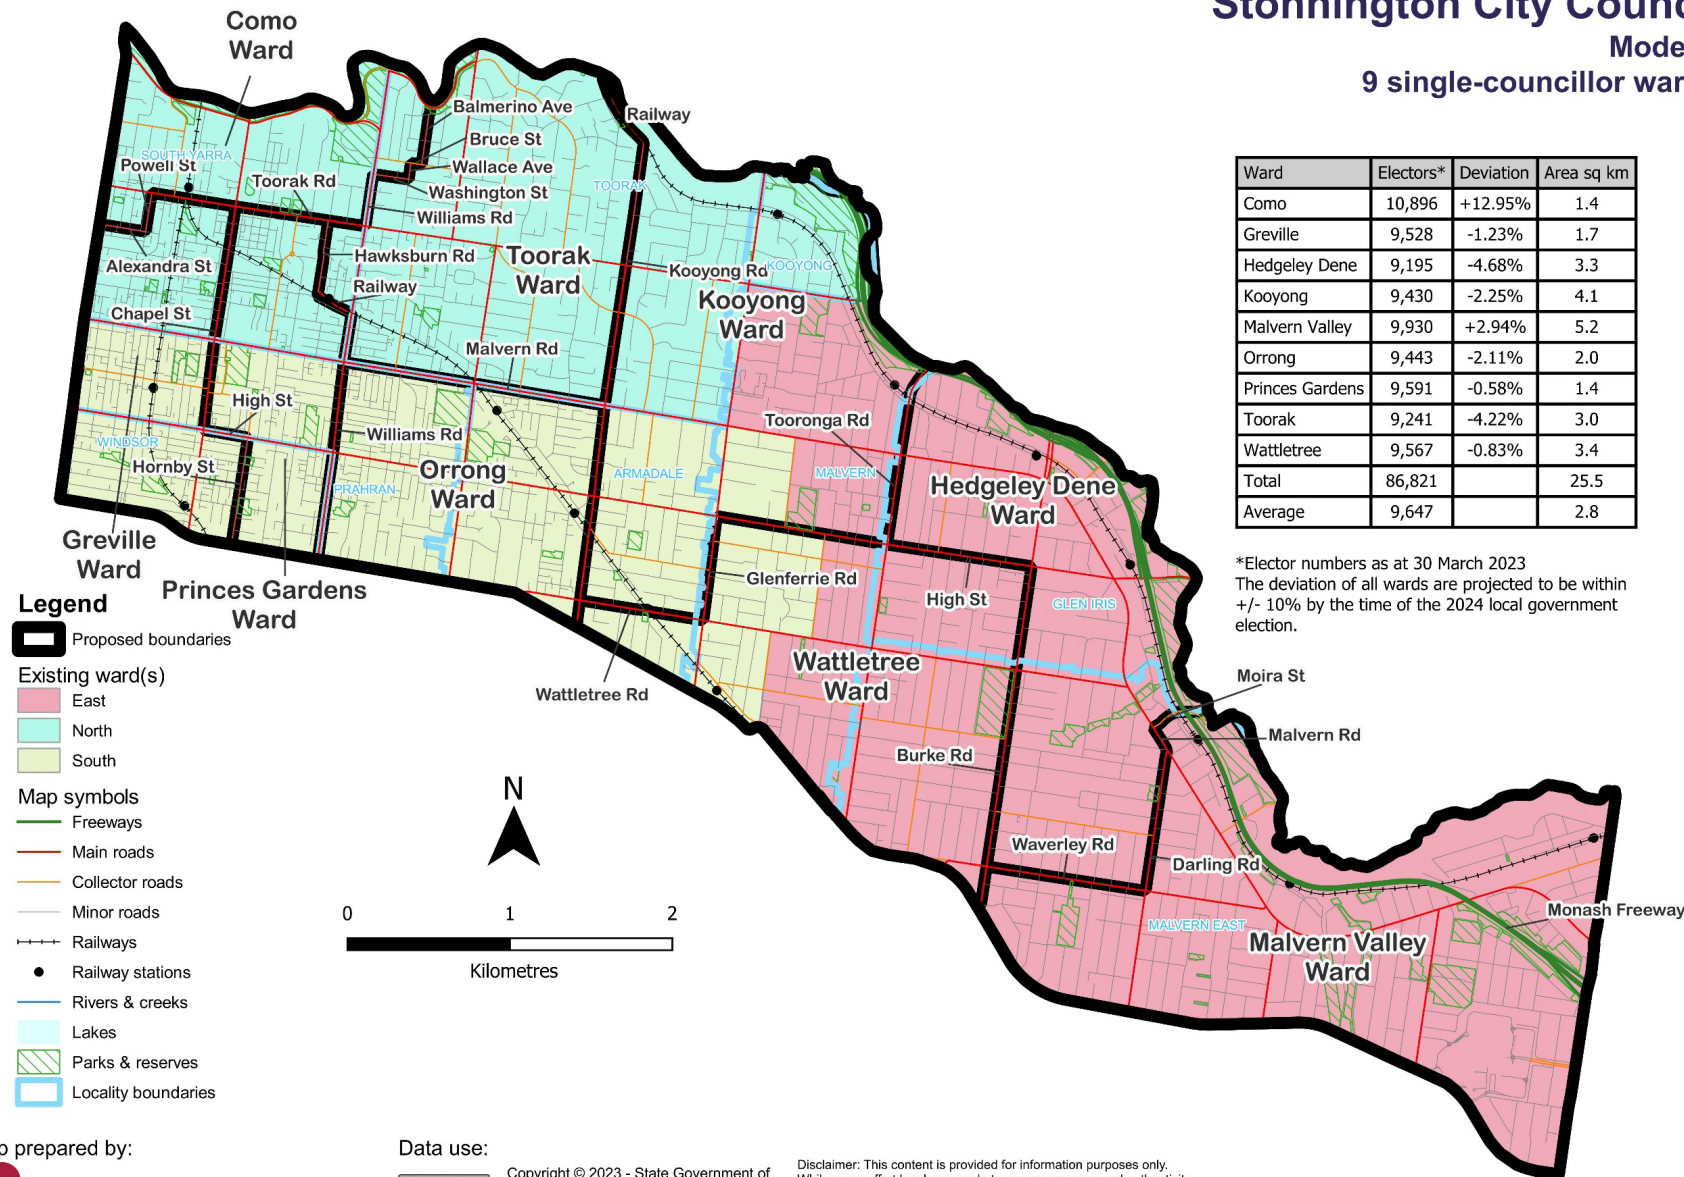 Stonnington City Counc
Mode
9 single-councillor war
Como
Ward
Balmerino Ave
Railway
Bruce St
SOUTH YARRA
Powell St
Wallace Ave
Toorak Rd
Washington St
TOORAK
Williams Rd
Alexandra St
Hawksburn Rd
Toorak
Ward
Kooyong Rd
KOOYONG
Railway
Kooyong
Ward
Chapel St
Malvern Rd
High St
Tooronga Rd
Williams Rd
WINDSOR
Hornby St
PRAHRAN
Orrong
Ward
ARMADALE
MALVERN
Hedgeley Dene
Ward
Greville
Ward
Princes Gardens
Ward
Glenferrie Rd
High St
GLEN IRIS
Wattletree Rd
Wattletree
Ward
Moira St
Malvern Rd
Burke Rd
Waverley Rd
Darling Rd
MALVERN EAST
Malvern Valley
Ward
Monash Freeway
Ward Electors* Deviation Area sq km
Como 10,896 +12.95% 1.4
Greville 9,528 -1.23% 1.7
Hedgeley Dene 9,195 -4.68% 3.3
Kooyong 9,430 -2.25% 4.1
Malvern Valley 9,930 +2.94% 5.2
Orrong 9,443 -2.11% 2.0
Princes Gardens 9,591 -0.58% 1.4
Toorak 9,241 -4.22% 3.0
Wattletree 9,567 -0.83% 3.4
Total 86,821 25.5
Average 9,647 2.8
*Elector numbers as at 30 March 2023
The deviation of all wards are projected to be within
+/- 10% by the time of the 2024 local government
election.
Legend
Proposed boundaries
Existing ward(s)
East
North
South
Map symbols
Freeways
Main roads
Collector roads
Minor roads
Railways
Railway stations
Rivers & creeks
Lakes
Parks & reserves
Locality boundaries
N
0 1 2
Kilometres
p prepared by:
Data use:
Copyright © 2023 - State Government of
Disclaimer: This content is provided for information purposes only.